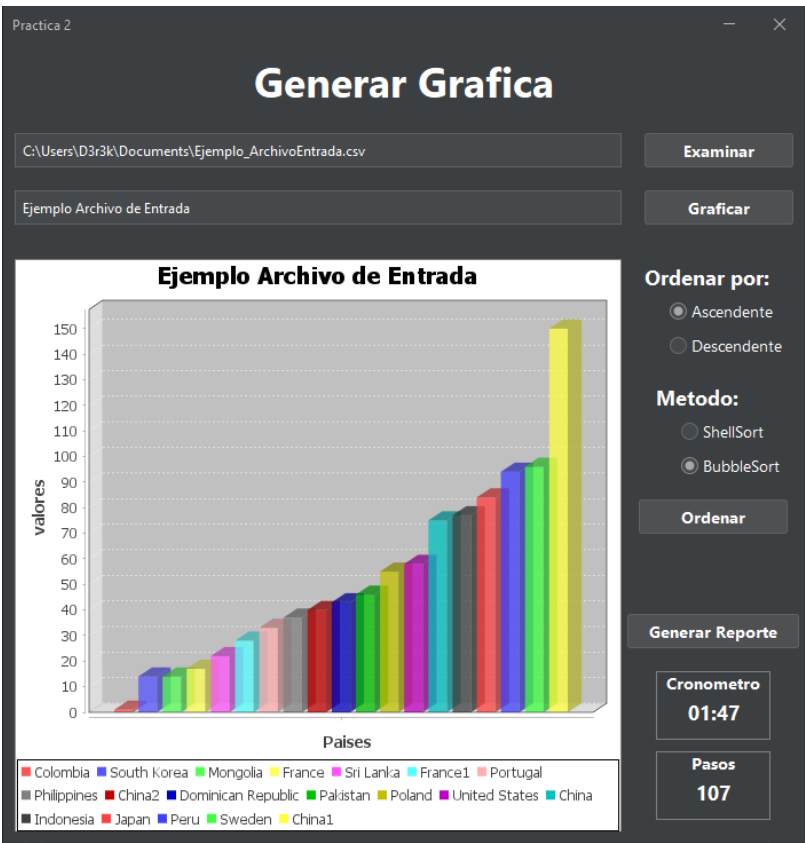 Practica 2
Generar Grafica
C:\Users\D3r3k\Documents\Ejemplo_ArchivoEntrada.csv
Examinar
Ejemplo Archivo de Entrada
Graficar
Ejemplo Archivo de Entrada
150
140
130
120
110
100
90
80
70
60
50
40
30
20
10
0
valores
Paises
Colombia South Korea Mongolia France Sri Lanka France1 Portugal
Philippines China2 Dominican Republic Pakistan Poland United States China
Indonesia Japan Peru Sweden China1
Ordenar por:
Ascendente
Descendente
Metodo:
ShellSort
BubbleSort
Ordenar
Generar Reporte
Cronometro
01:47
Pasos
107